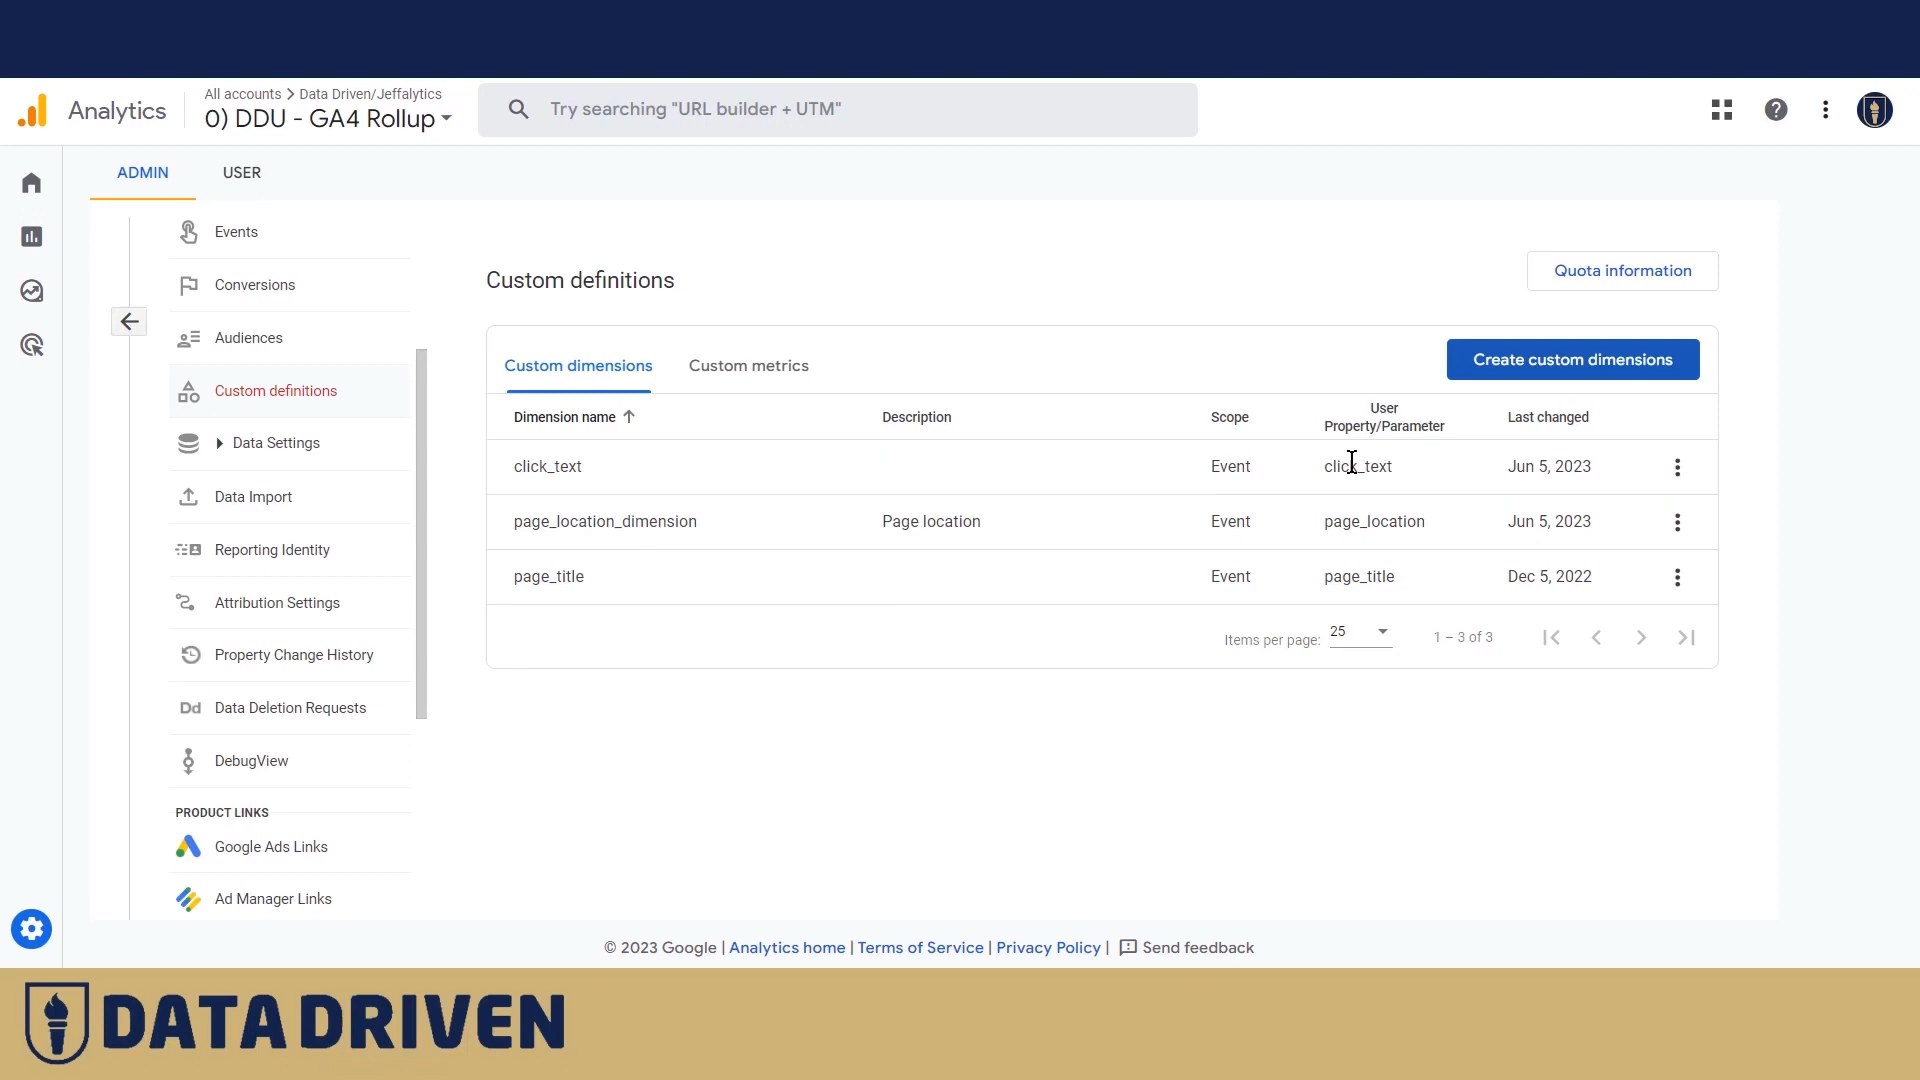 Analytics
All accounts > Data Driven/Jeffalytics
0) DDU - GA4 Rollup
Try searching "URL builder + UTM"
ADMIN
USER
Events
Conversions
Audiences
Custom definitions
Data Settings
Data Import
Reporting Identity
Attribution Settings
Property Change History
Dd Data Deletion Requests
DebugView
PRODUCT LINKS
Google Ads Links
Ad Manager Links
Custom definitions
Quota information
Custom dimensions
Custom metrics
Create custom dimensions
Dimension name Description Scope User Property/Parameter Last changed
click_text Event click_text Jun 5, 2023
page_location_dimension Page location Event page_location Jun 5, 2023
page_title Event page_title Dec 5, 2022
Items per page: 25 1 – 3 of 3
© 2023 Google | Analytics home | Terms of Service | Privacy Policy | Send feedback
DATA DRIVEN